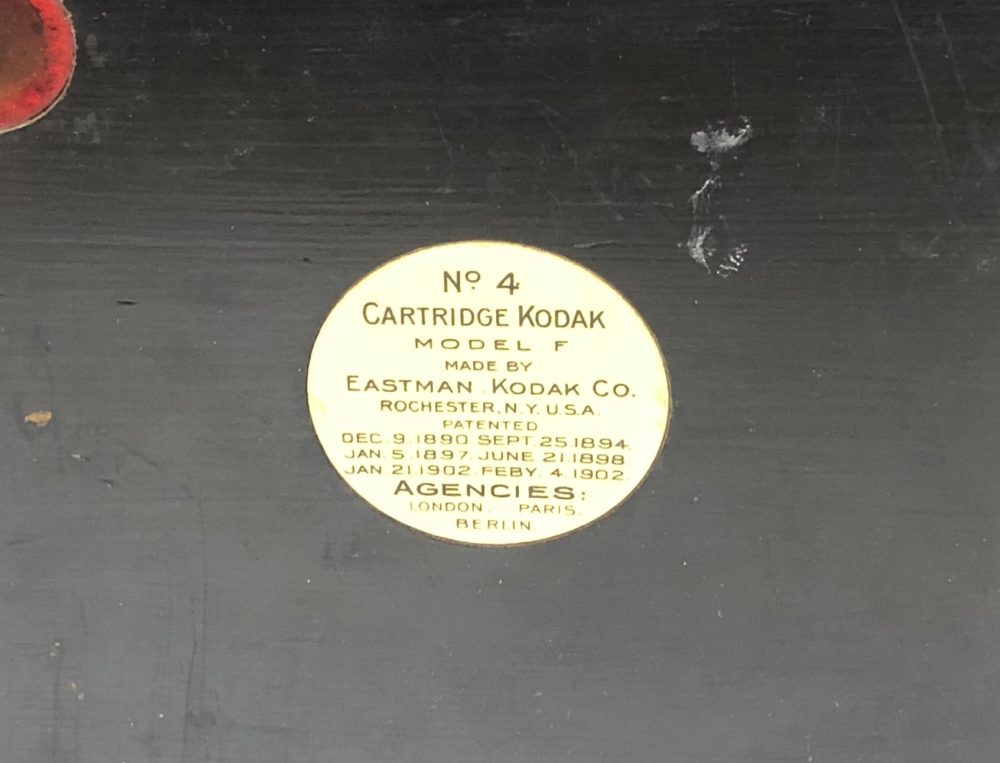 Nº 4
CARTRIDGE KODAK
MODEL F
MADE BY
EASTMAN KODAK CO.
ROCHESTER, N.Y. U.S.A.
PATENTED
DEC. 9. 1890 SEPT. 25. 1894.
JAN. 5. 1897. JUNE 21. 1898
JAN. 21. 1902. FEBY. 4. 1902.
AGENCIES:
LONDON. PARIS.
BERLIN